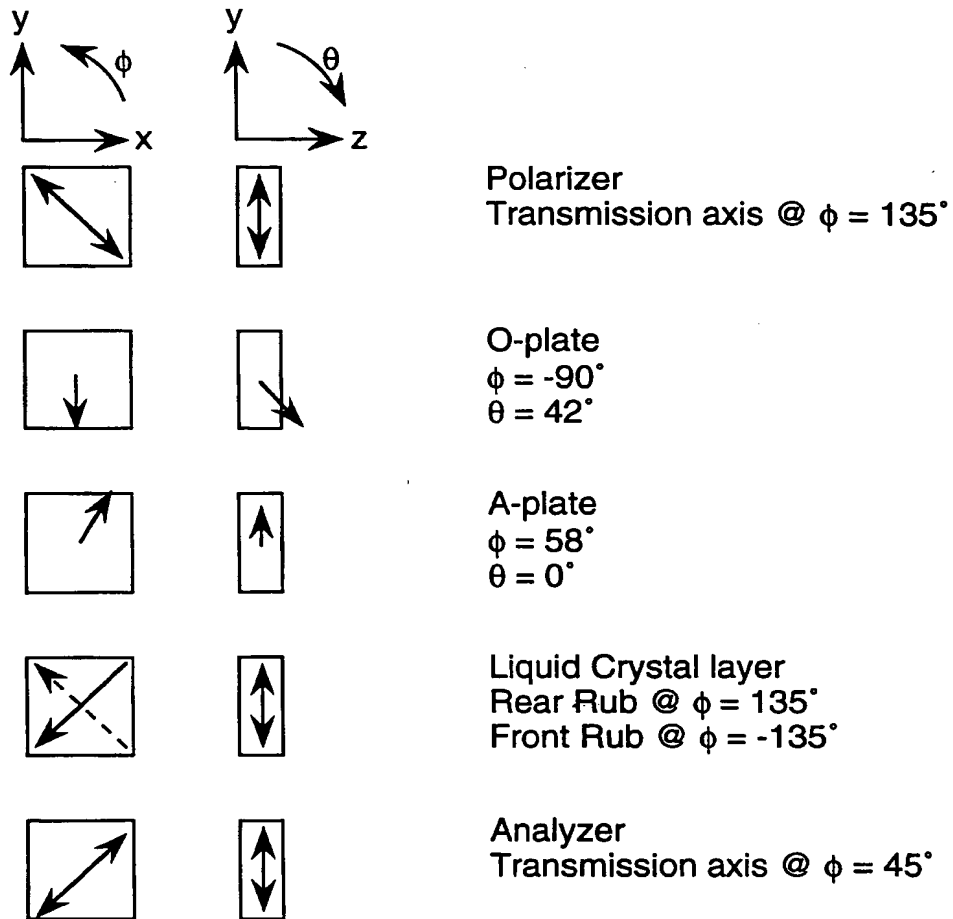 y
y
ϕ
θ
x
z
Polarizer
Transmission axis @ ϕ = 135°
O-plate
ϕ = -90°
θ = 42°
A-plate
ϕ = 58°
θ = 0°
Liquid Crystal layer
Rear Rub @ ϕ = 135°
Front Rub @ ϕ = -135°
Analyzer
Transmission axis @ ϕ = 45°